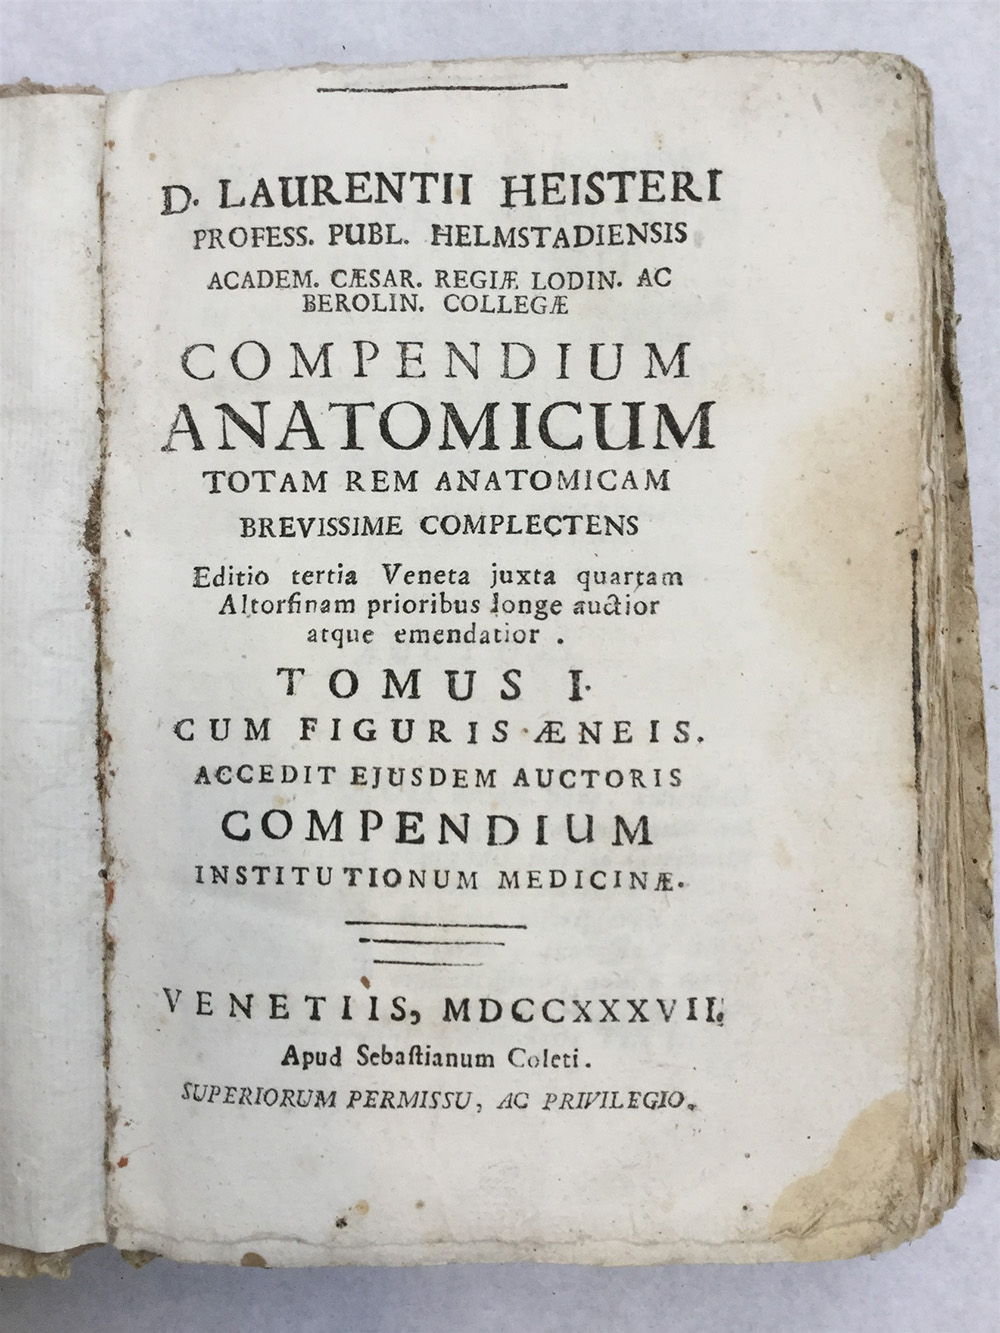 D. LAURENTII HEISTERI
PROFESS. PUBL. HELMSTADIENSIS
ACADEM. CÆSAR. REGIÆ LODIN. AC
BEROLIN. COLLEGÆ
COMPENDIUM
ANATOMICUM
TOTAM REM ANATOMICAM
BREVISSIME COMPLECTENS
Editio tertia Veneta juxta quartam
Altorfinam prioribus longe auctior
atque emendatior .
TOMUS I.
CUM FIGURIS ÆNEIS.
ACCEDIT EJUSDEM AUCTORIS
COMPENDIUM
INSTITUTIONUM MEDICINÆ.
VENETIIS, MDCCXXXVII.
Apud Sebaſtianum Coleti.
SUPERIORUM PERMISSU, AC PRIVILEGIO.